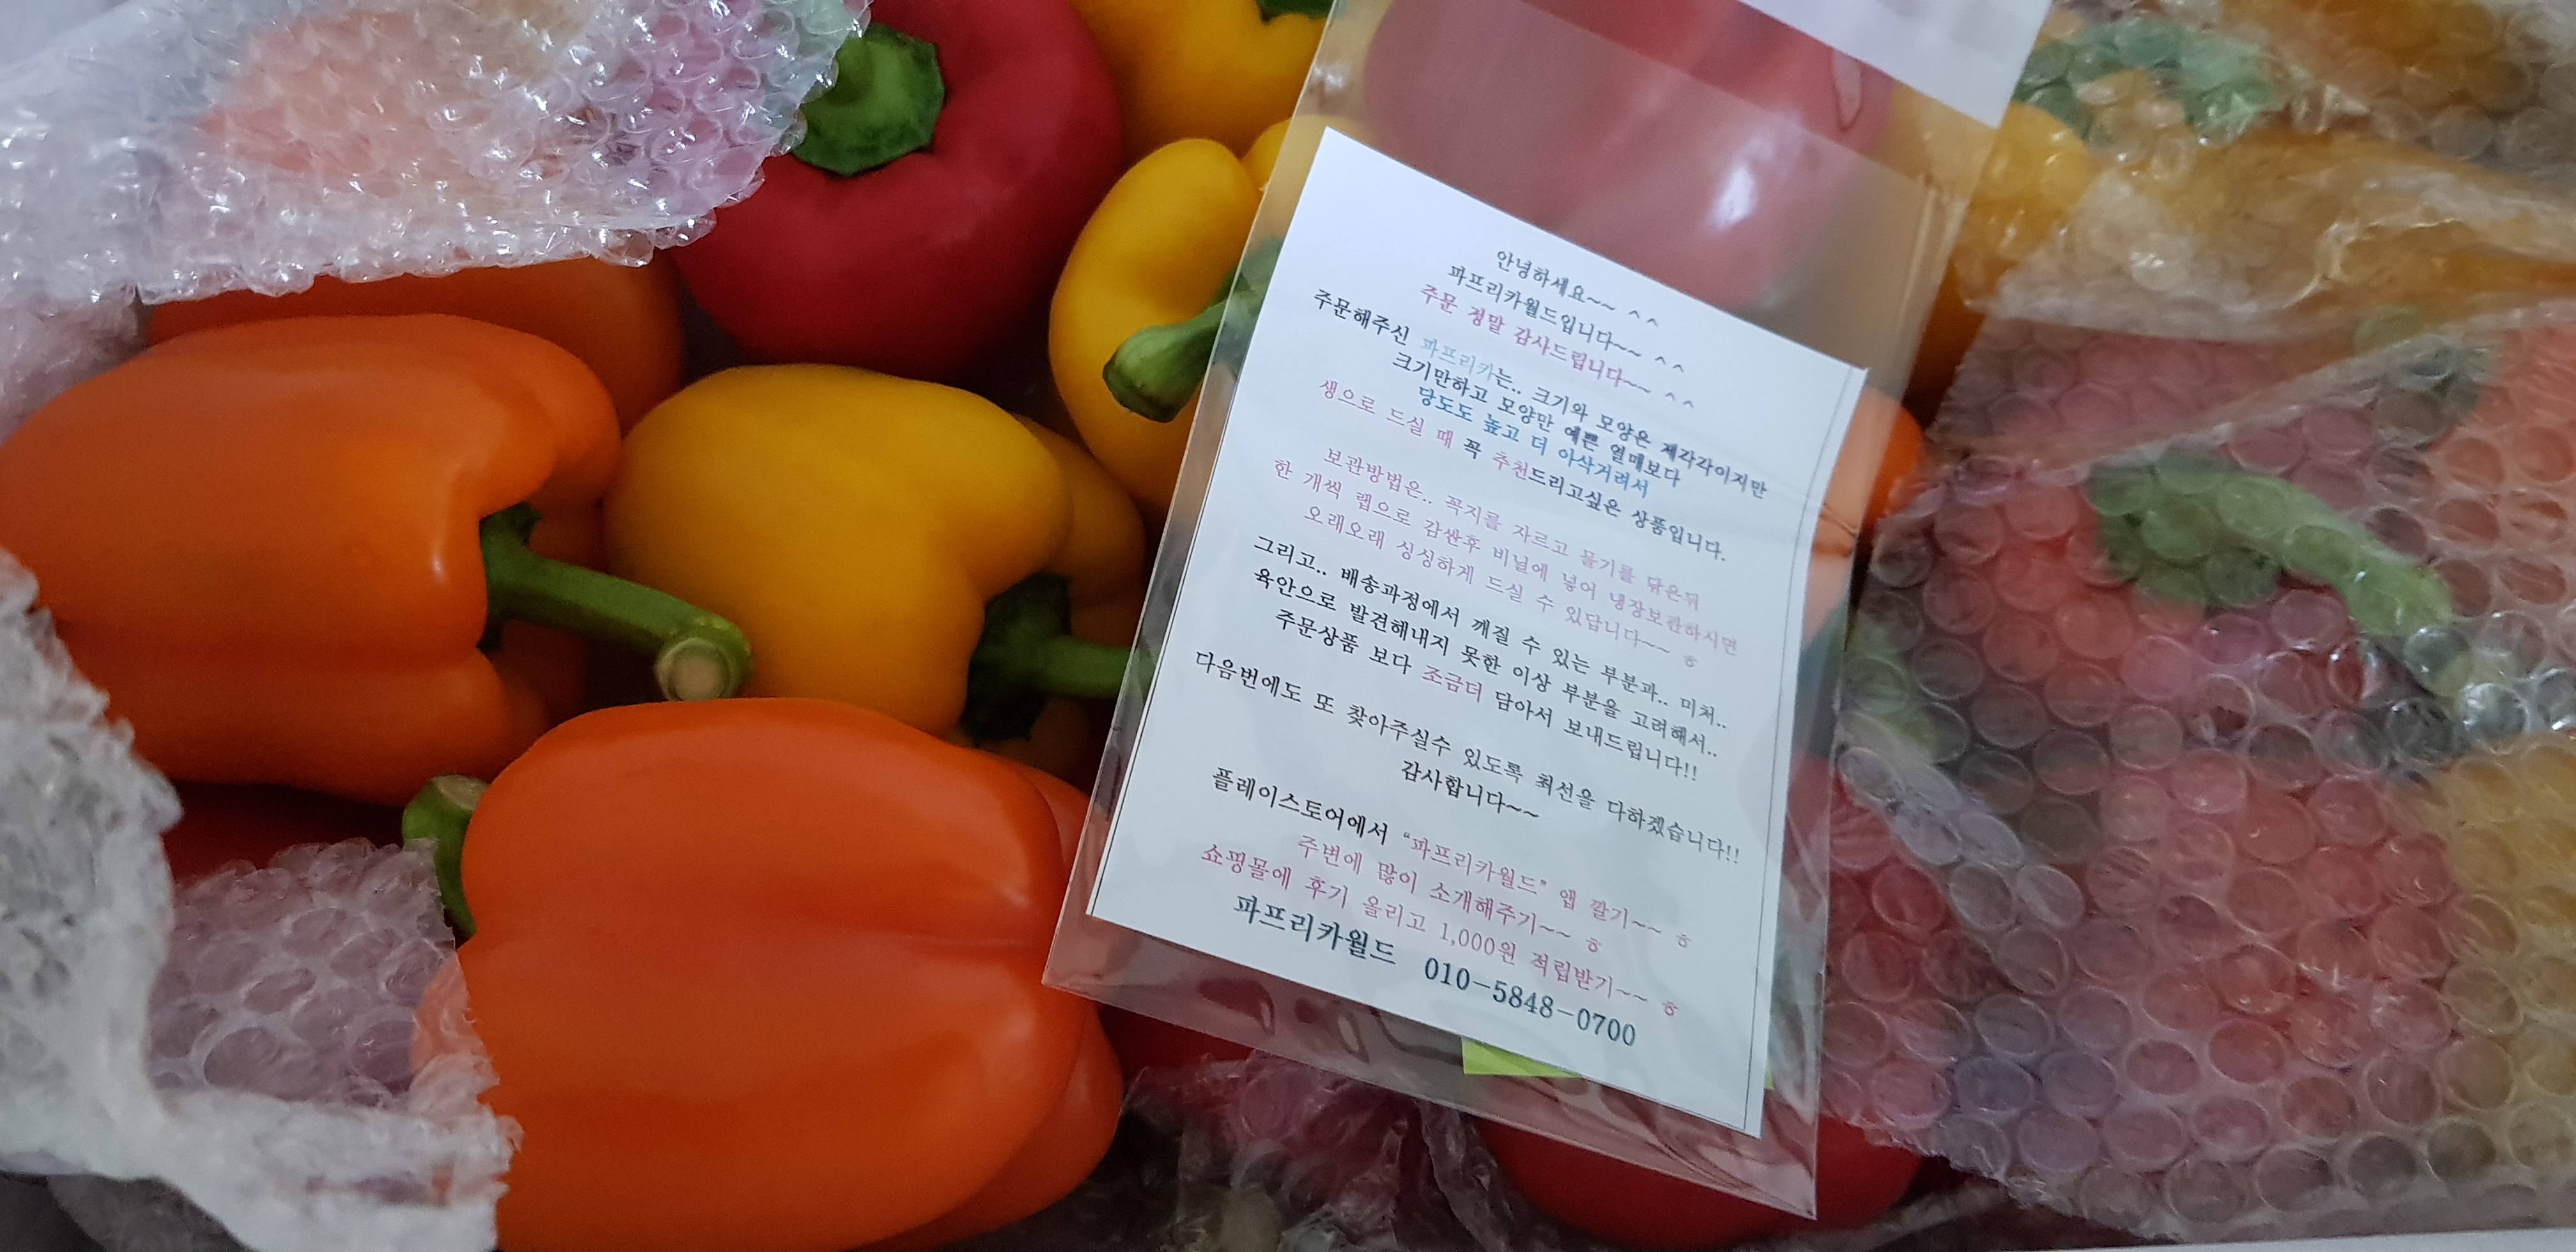 안녕하세요~~ ^^
파프리카월드입니다~~ ^^
주문 정말 감사드립니다~~ ^^
주문해주신 파프리카는.. 크기와 모양은 제각각이지만
크기만하고 모양만 예쁜 열매보다
당도도 높고 더 아삭거려서
생으로 드실 때 꼭 추천드리고싶은 상품입니다.
보관방법은.. 꼭지를 자르고 물기를 닦은뒤
한 개씩 랩으로 감싼후 비닐에 넣어 냉장보관하시면
오래오래 싱싱하게 드실 수 있답니다~~ ㅎ
그리고.. 배송과정에서 깨질 수 있는 부분과.. 미처..
육안으로 발견해내지 못한 이상 부분을 고려해서..
주문상품 보다 조금더 담아서 보내드립니다!!
다음번에도 또 찾아주실수 있도록 최선을 다하겠습니다!!
감사합니다~~
플레이스토어에서 “파프리카월드” 앱 깔기~~ ㅎ
주변에 많이 소개해주기~~ ㅎ
쇼핑몰에 후기 올리고 1,000원 적립받기~~ ㅎ
파프리카월드 010-5848-0700